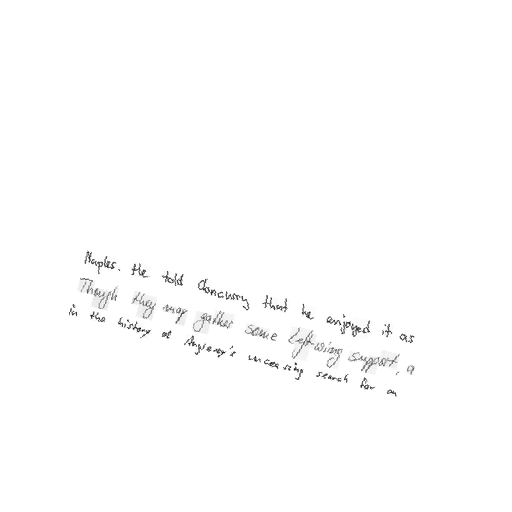 Naples. He told Clancury that he enjoyed it as
Though they may gather some Left-wing support, a
in the history of Anglesey's unceasing search for an